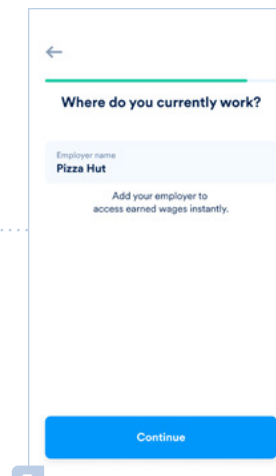 Where do you currently work?
Employer name
Pizza Hut
Add your employer to
access earned wages instantly.
Continue